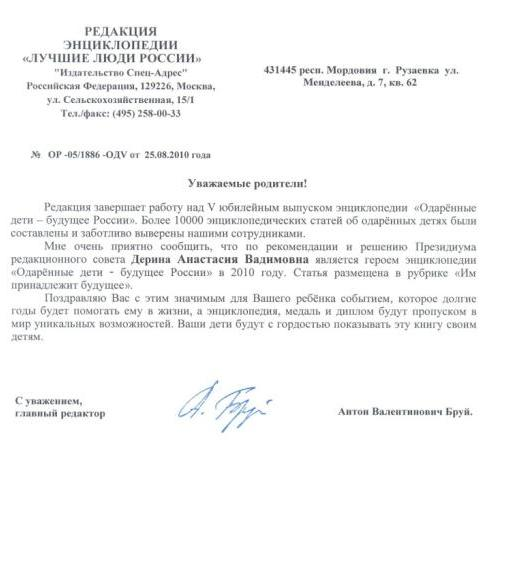 РЕДАКЦИЯ
ЭНЦИКЛОПЕДИИ
«ЛУЧШИЕ ЛЮДИ РОССИИ»
"Издательство Спец-Адрес"
Российская Федерация, 129226, Москва,
ул. Сельскохозяйственная, 15/1
Тел./факс: (495) 258-00-33
431445 респ. Мордовия г. Рузаевка ул.
Менделеева, д. 7, кв. 62
№ ОР -05/1886 -ОДV от 25.08.2010 года
Уважаемые родители!
Редакция завершает работу над V юбилейным выпуском энциклопедии «Одарённые
дети – будущее России». Более 10000 энциклопедических статей об одарённых детях были
составлены и заботливо выверены нашими сотрудниками.
Мне очень приятно сообщить, что по рекомендации и решению Президиума
редакционного совета Дерина Анастасия Вадимовна является героем энциклопедии
«Одарённые дети - будущее России» в 2010 году. Статья размещена в рубрике «Им
принадлежит будущее».
Поздравляю Вас с этим значимым для Вашего ребёнка событием, которое долгие
годы будет помогать ему в жизни, а энциклопедия, медаль и диплом будут пропуском в
мир уникальных возможностей. Ваши дети будут с гордостью показывать эту книгу своим
детям.
С уважением,
главный редактор
А. Бруй
Антон Валентинович Бруй.